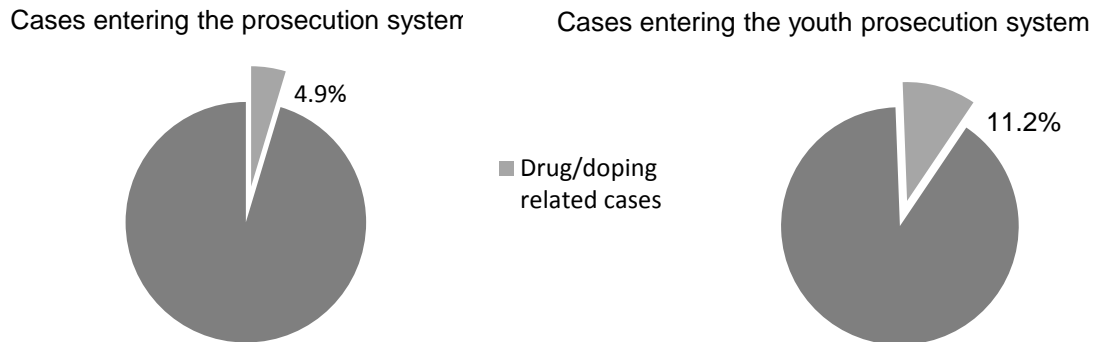 Cases entering the prosecution system
Cases entering the youth prosecution system
4.9%
11.2%
Drug/doping
related cases